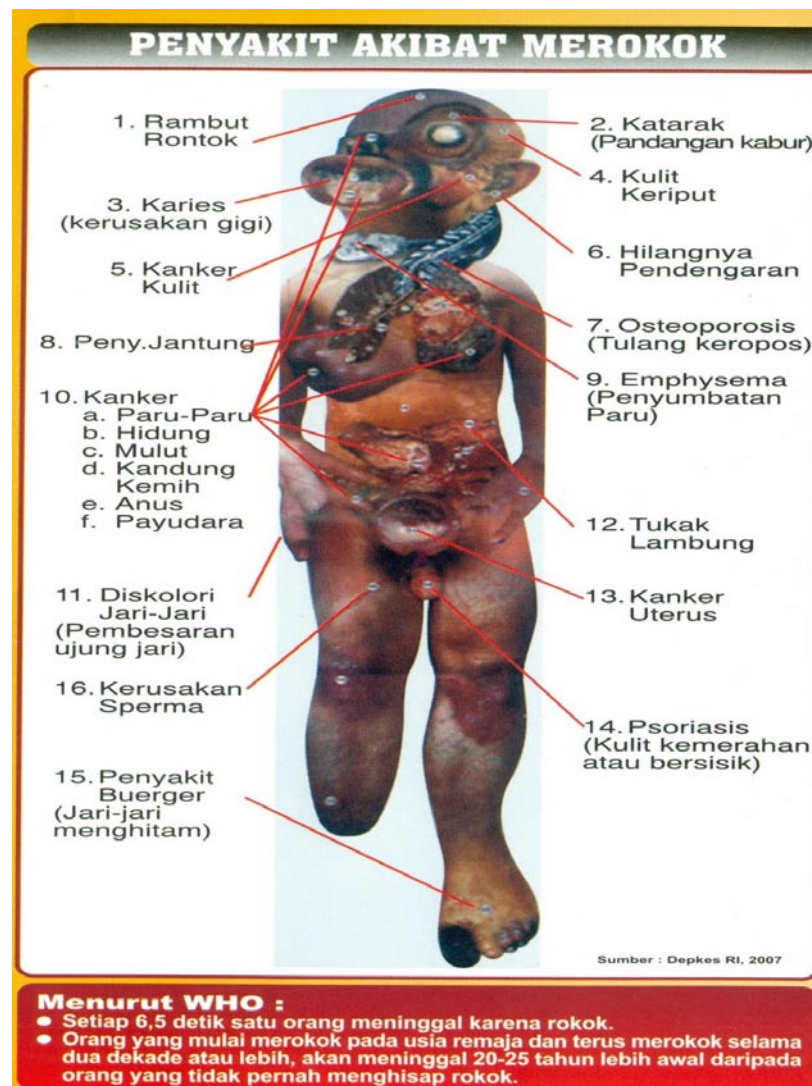 PENYAKIT AKIBAT MEROKOK
1. Rambut
Rontok
2. Katarak
(Pandangan kabur)
3. Karies
(kerusakan gigi)
4. Kulit
Keriput
5. Kanker
Kulit
6. Hilangnya
Pendengaran
7. Osteoporosis
(Tulang keropos)
8. Peny.Jantung
9. Emphysema
(Penyumbatan
Paru)
10. Kanker
a. Paru-Paru
b. Hidung
c. Mulut
d. Kandung
Kemih
e. Anus
f. Payudara
11. Diskolori
Jari-Jari
(Pembesaran
ujung jari)
12. Tukak
Lambung
13. Kanker
Uterus
16. Kerusakan
Sperma
14. Psoriasis
(Kulit kemerahan
atau bersisik)
15. Penyakit
Buerger
(Jari-jari
menghitam)
Sumber : Depkes RI, 2007
Menurut WHO :
● Setiap 6,5 detik satu orang meninggal karena rokok.
● Orang yang mulai merokok pada usia remaja dan terus merokok selama
dua dekade atau lebih, akan meninggal 20-25 tahun lebih awal daripada
orang yang tidak pernah menghisap rokok.